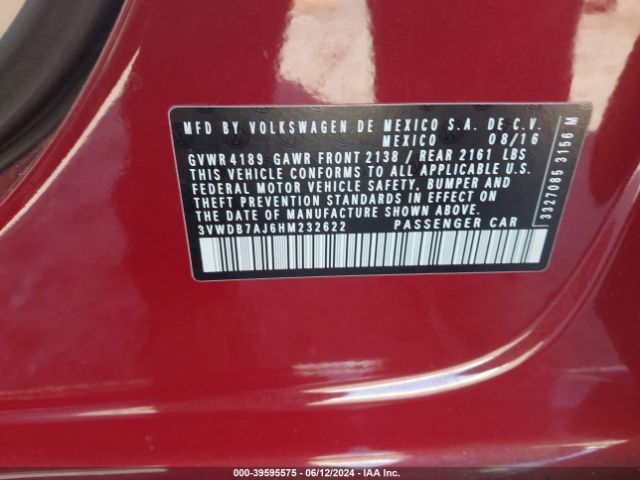 MFD BY VOLKSWAGEN DE MEXICO S.A. DE C.V.
MEXICO 08/16
GVWR 4189 GAWR FRONT 2138 / REAR 2161 LBS
THIS VEHICLE CONFORMS TO ALL APPLICABLE U.S.
FEDERAL MOTOR VEHICLE SAFETY, BUMPER AND
THEFT PREVENTION STANDARDS IN EFFECT ON
THE DATE OF MANUFACTURE SHOWN ABOVE.
3VWDB7AJ6HM232622 PASSENGER CAR
3327085 3156 M
000-39595575 - 06/12/2024 - IAAI.COM